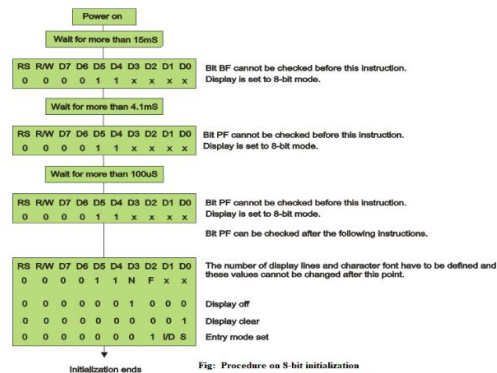 Power on
Wait for more than 15mS
RS R/W D7 D6 D5 D4 D3 D2 D1 D0
0 0 0 0 1 1 x x x x
Bit BF cannot be checked before this instruction.
Display is set to 8-bit mode.
Wait for more than 4.1mS
RS R/W D7 D6 D5 D4 D3 D2 D1 D0
0 0 0 0 1 1 x x x x
Bit PF cannot be checked before this instruction.
Display is set to 8-bit mode.
Wait for more than 100uS
RS R/W D7 D6 D5 D4 D3 D2 D1 D0
0 0 0 0 1 1 x x x x
Bit PF cannot be checked before this instruction.
Display is set to 8-bit mode.
Bit PF can be checked after the following instructions.
RS R/W D7 D6 D5 D4 D3 D2 D1 D0
0 0 0 0 1 1 N F x x
The number of display lines and character font have to be defined and
these values cannot be changed after this point.
0 0 0 0 0 0 1 0 0 0
Display off
0 0 0 0 0 0 0 0 0 1
Display clear
0 0 0 0 0 0 0 1 I/D S
Entry mode set
Initialization ends
Fig: Procedure on 8-bit initialization